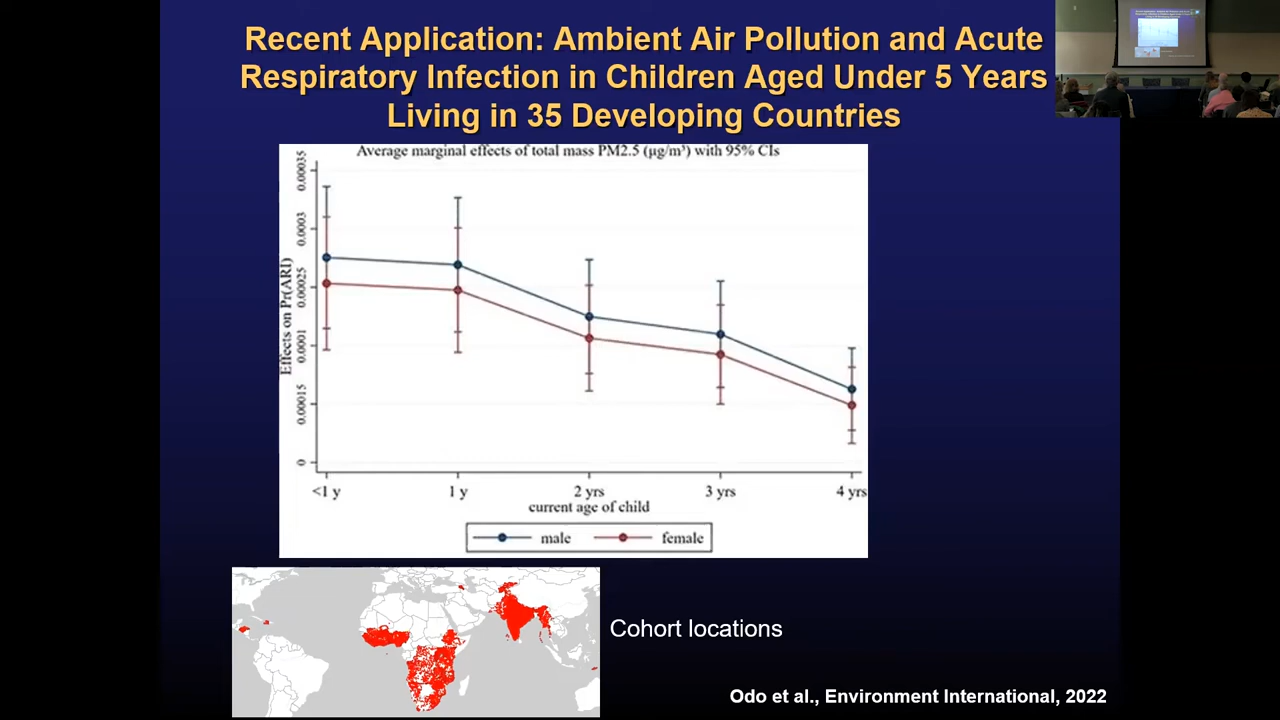 Recent Application: Ambient Air Pollution and Acute
Respiratory Infection in Children Aged Under 5 Years
Living in 35 Developing Countries
Average marginal effects of total mass PM2.5 (µg/m³) with 95% CIs
Effects on Pr(ARI)
0.00035
0.0003
0.00025
0.0001
0.00015
0
<1 y
1 y
2 yrs
3 yrs
4 yrs
current age of child
male
female
Cohort locations
Odo et al., Environment International, 2022